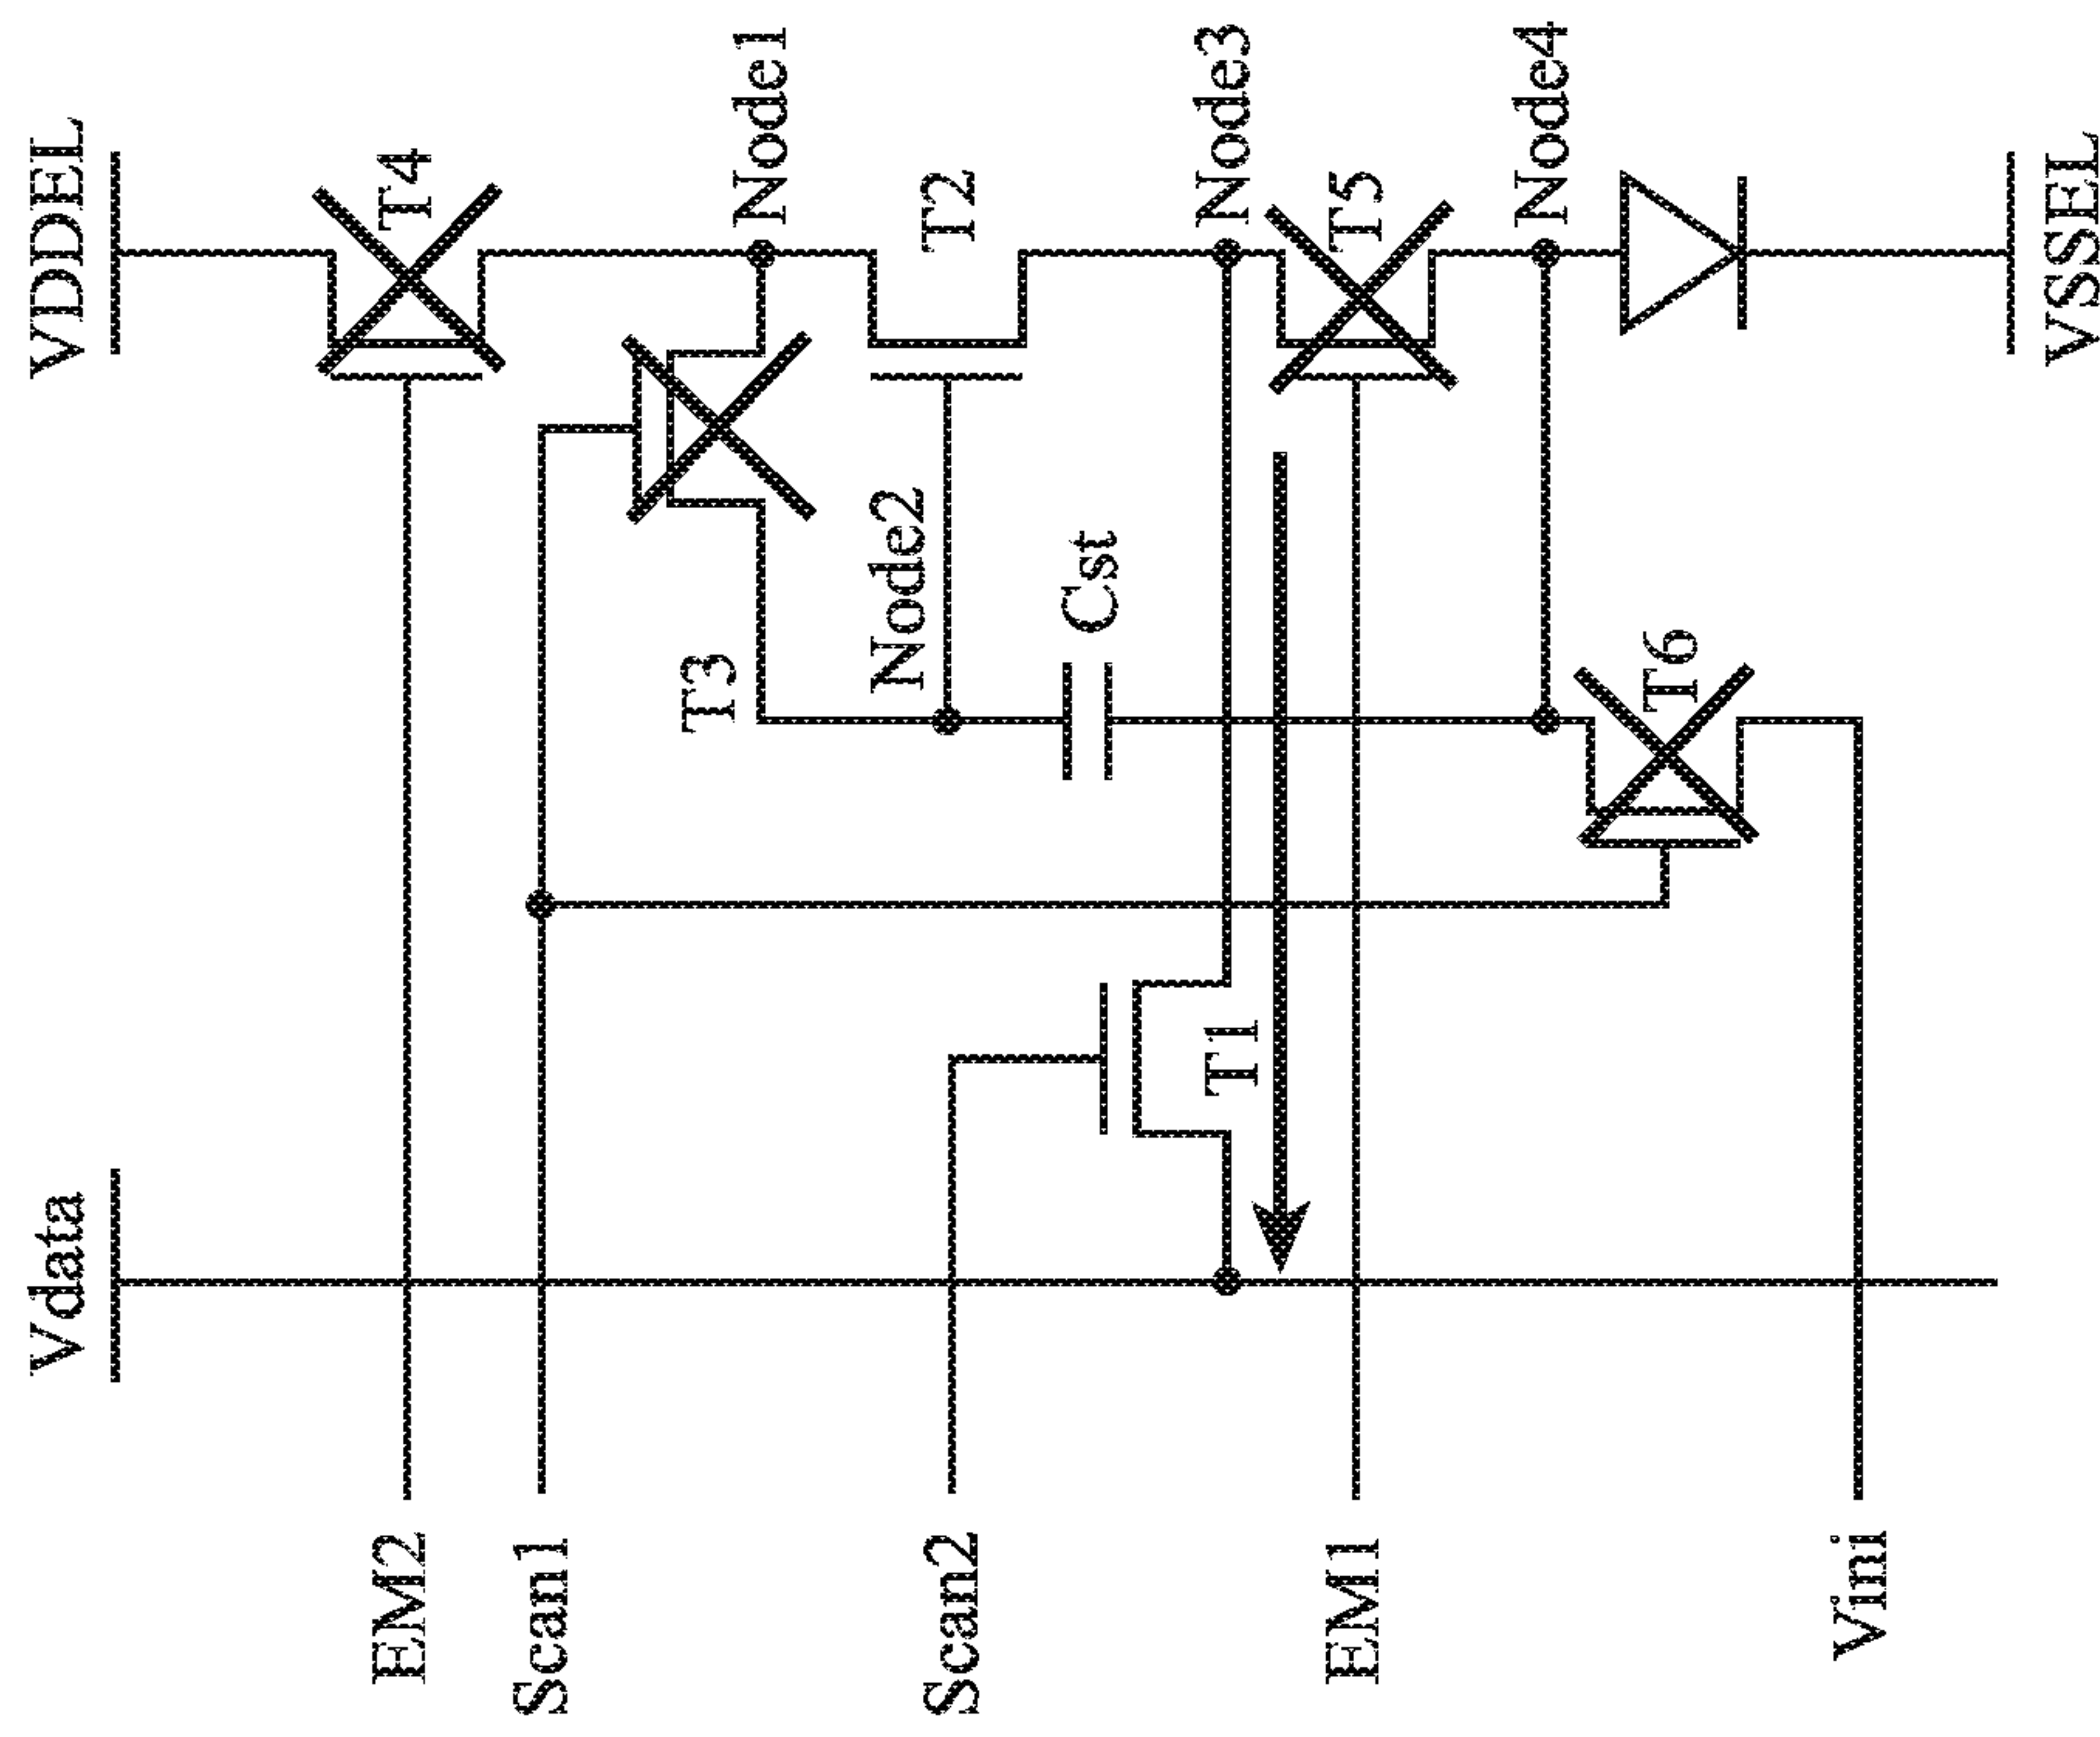 Vdata
VDDEL
EM2
T4
Scan1
T3
Node1
Node2
T2
Scan2
Cst
T1
Node3
EM1
T5
Node4
T6
Vini
VSSEL